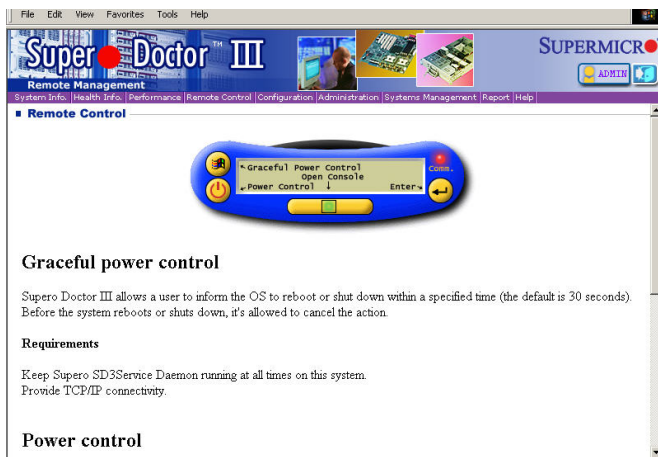 File Edit View Favorites Tools Help
Super Doctor™ III
SUPERMICR
Remote Management
ADMIN
System Info. |Health Info. |Performance |Remote Control |Configuration |Administration |Systems Management |Report |Help|
Remote Control
Graceful Power Control
Comm.
Open Console
Power Control ↓ Enter
Graceful power control
Supero Doctor III allows a user to inform the OS to reboot or shut down within a specified time (the default is 30 seconds).
Before the system reboots or shuts down, it's allowed to cancel the action.
Requirements
Keep Supero SD3Service Daemon running at all times on this system.
Provide TCP/IP connectivity.
Power control